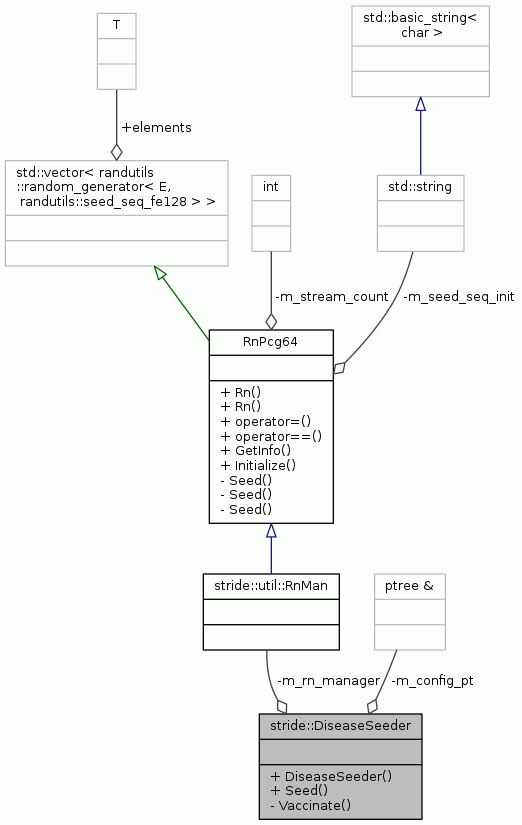 T
std::basic_string<
char >
+elements
std::vector< randutils
::random_generator< E,
randutils::seed_seq_fe128 > >
int
std::string
-m_stream_count
-m_seed_seq_init
RnPcg64
+ Rn()
+ Rn()
+ operator=()
+ operator==()
+ GetInfo()
+ Initialize()
- Seed()
- Seed()
- Seed()
stride::util::RnMan
ptree &
-m_rn_manager
-m_config_pt
stride::DiseaseSeeder
+ DiseaseSeeder()
+ Seed()
- Vaccinate()